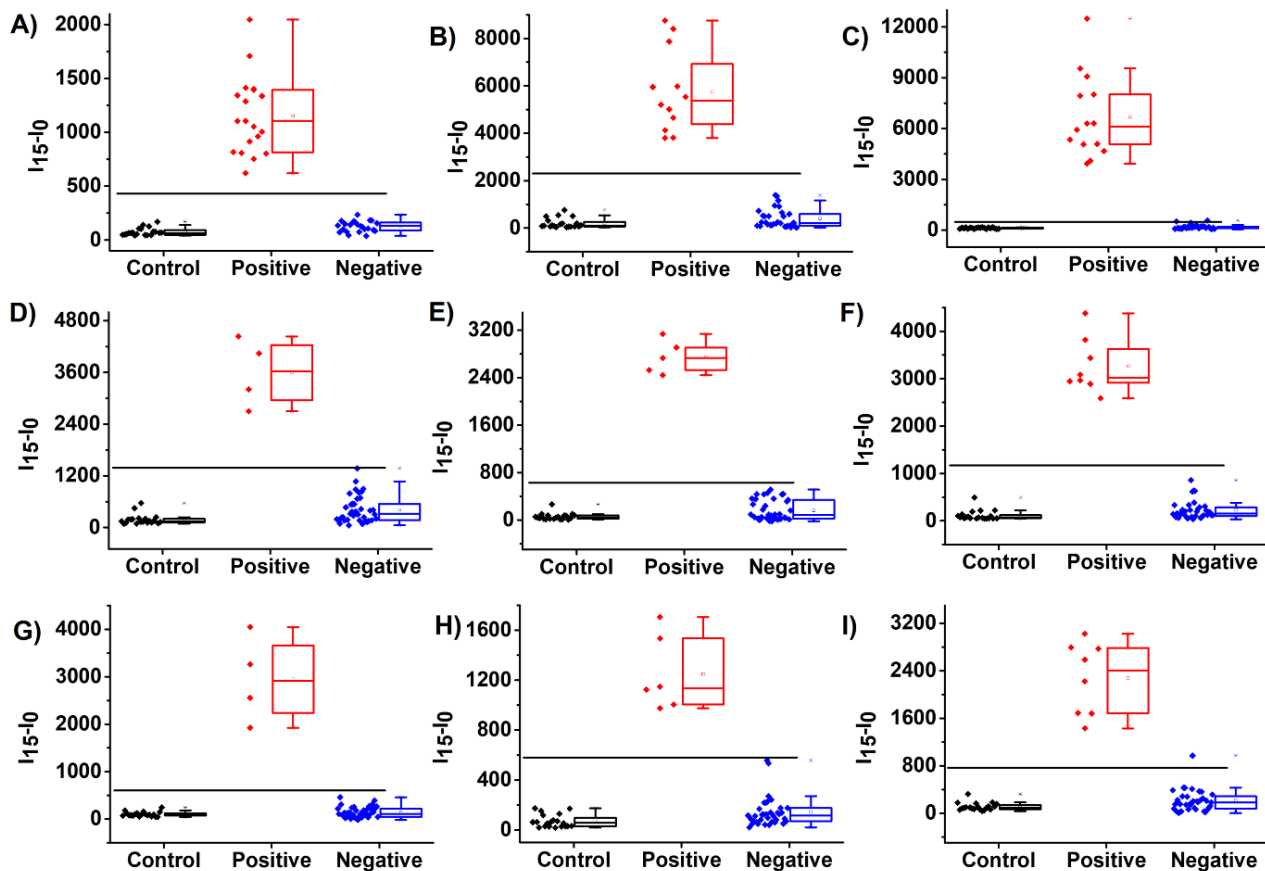 A)
I15-I0
2000
1500
1000
500
0
Control Positive Negative
B)
I15-I0
8000
6000
4000
2000
0
Control Positive Negative
C)
I15-I0
12000
9000
6000
3000
0
Control Positive Negative
D)
I15-I0
4800
3600
2400
1200
0
Control Positive Negative
E)
I15-I0
3200
2400
1600
800
0
Control Positive Negative
F)
I15-I0
4000
3000
2000
1000
0
Control Positive Negative
G)
I15-I0
4000
3000
2000
1000
0
Control Positive Negative
H)
I15-I0
1600
1200
800
400
0
Control Positive Negative
I)
I15-I0
3200
2400
1600
800
0
Control Positive Negative